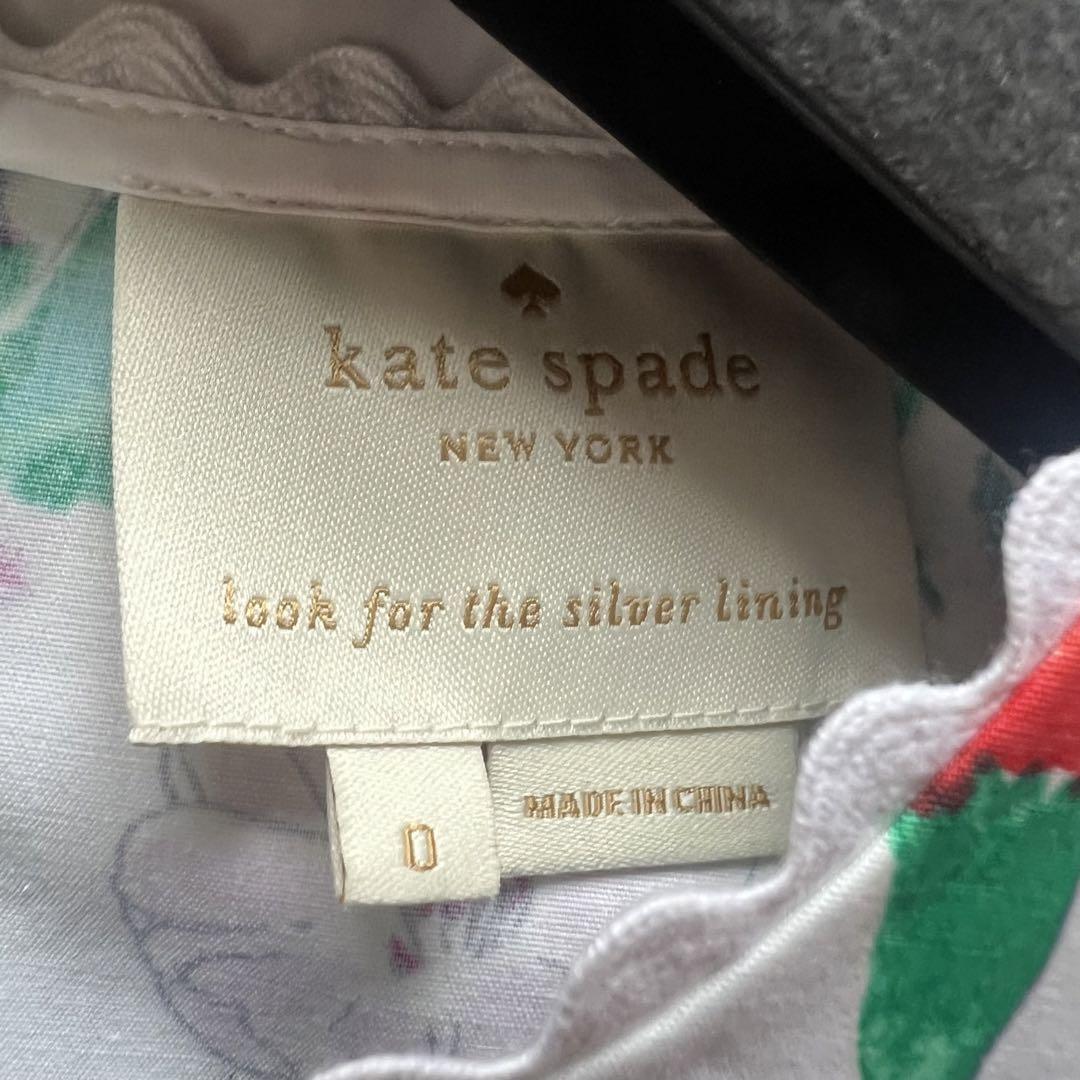 kate spade
NEW YORK
look for the silver lining
0
MADE IN CHINA